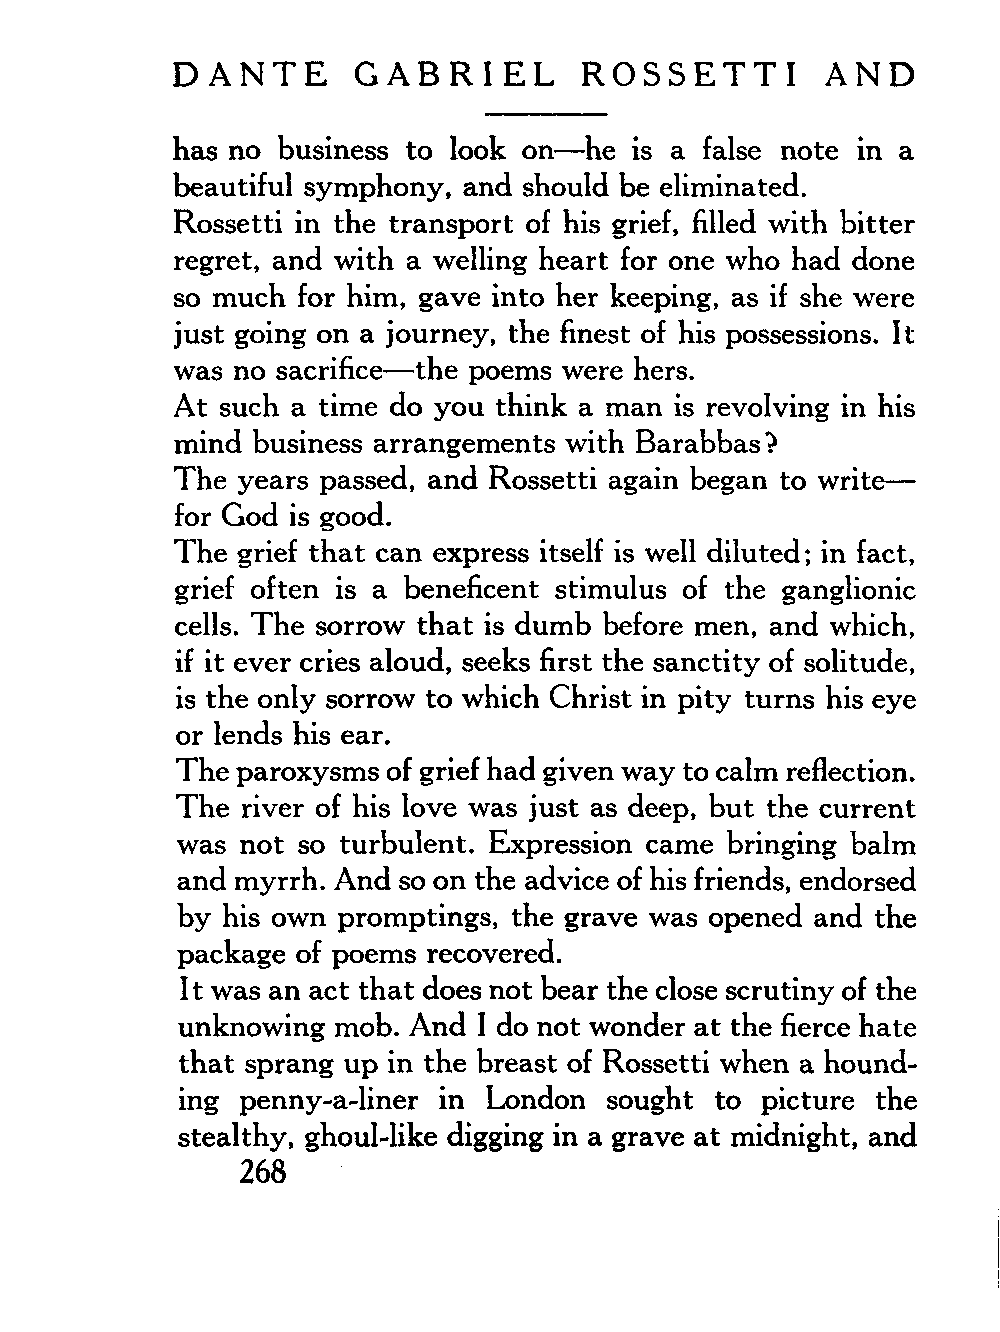 DANTE GABRIEL ROSSETTI AND
has no business to look on—he is a false note in a
beautiful symphony, and should be eliminated.
Rossetti in the transport of his grief, filled with bitter
regret, and with a welling heart for one who had done
so much for him, gave into her keeping, as if she were
just going on a journey, the finest of his possessions. It
was no sacrifice—the poems were hers.
At such a time do you think a man is revolving in his
mind business arrangements with Barabbas?
The years passed, and Rossetti again began to write—
for God is good.
The grief that can express itself is well diluted; in fact,
grief often is a beneficent stimulus of the ganglionic
cells. The sorrow that is dumb before men, and which,
if it ever cries aloud, seeks first the sanctity of solitude,
is the only sorrow to which Christ in pity turns his eye
or lends his ear.
The paroxysms of grief had given way to calm reflection.
The river of his love was just as deep, but the current
was not so turbulent. Expression came bringing balm
and myrrh. And so on the advice of his friends, endorsed
by his own promptings, the grave was opened and the
package of poems recovered.
It was an act that does not bear the close scrutiny of the
unknowing mob. And I do not wonder at the fierce hate
that sprang up in the breast of Rossetti when a hound-
ing penny-a-liner in London sought to picture the
stealthy, ghoul-like digging in a grave at midnight, and
268